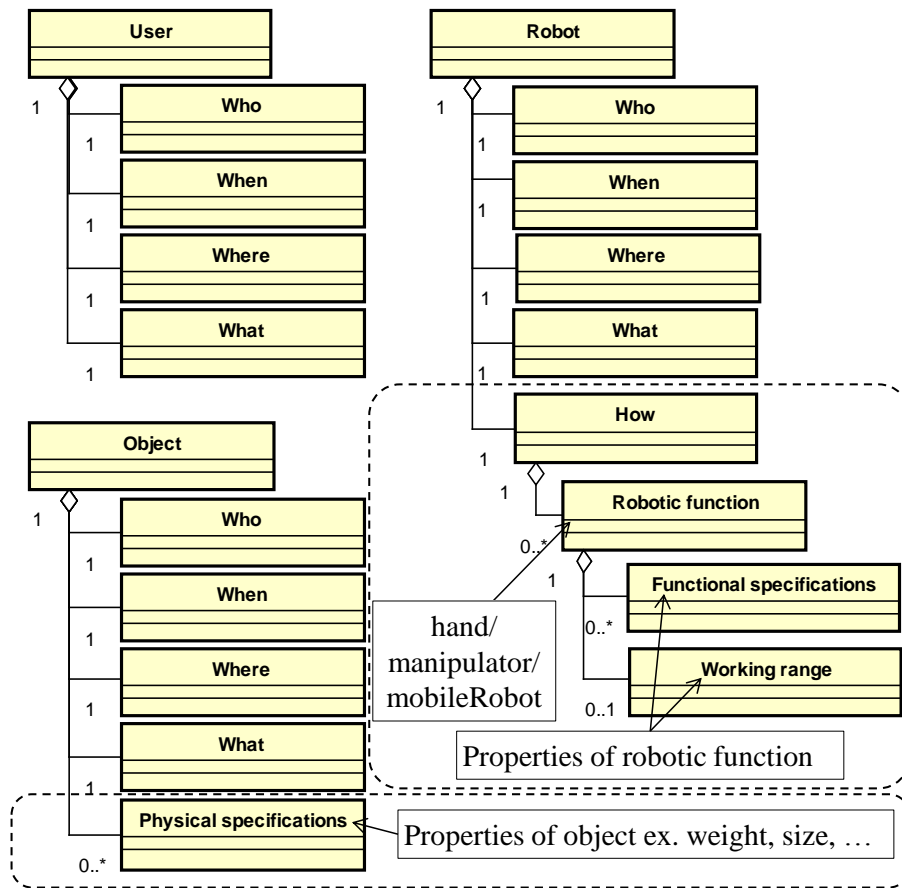 User
1
Who
1
When
1
Where
1
What
1
Robot
1
Who
1
When
1
Where
1
What
1
How
1
1
Robotic function
0..*
1
Functional specifications
0..*
Working range
0..1
hand/
manipulator/
mobileRobot
Properties of robotic function
Object
1
Who
1
When
1
Where
1
What
1
Physical specifications
0..*
Properties of object ex. weight, size, …